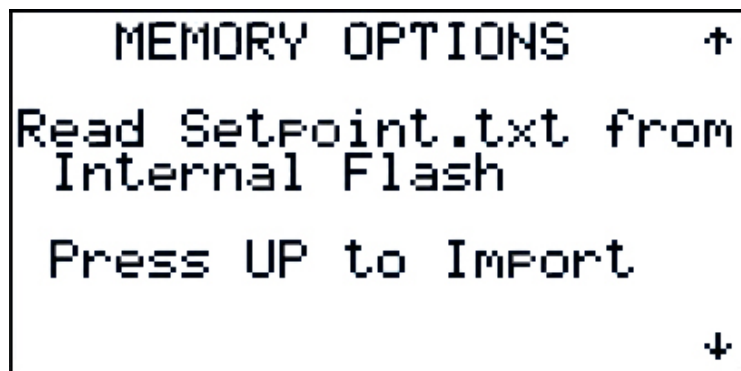 MEMORY OPTIONS ↑
Read Setpoint.txt from
Internal Flash
Press UP to Import
↓